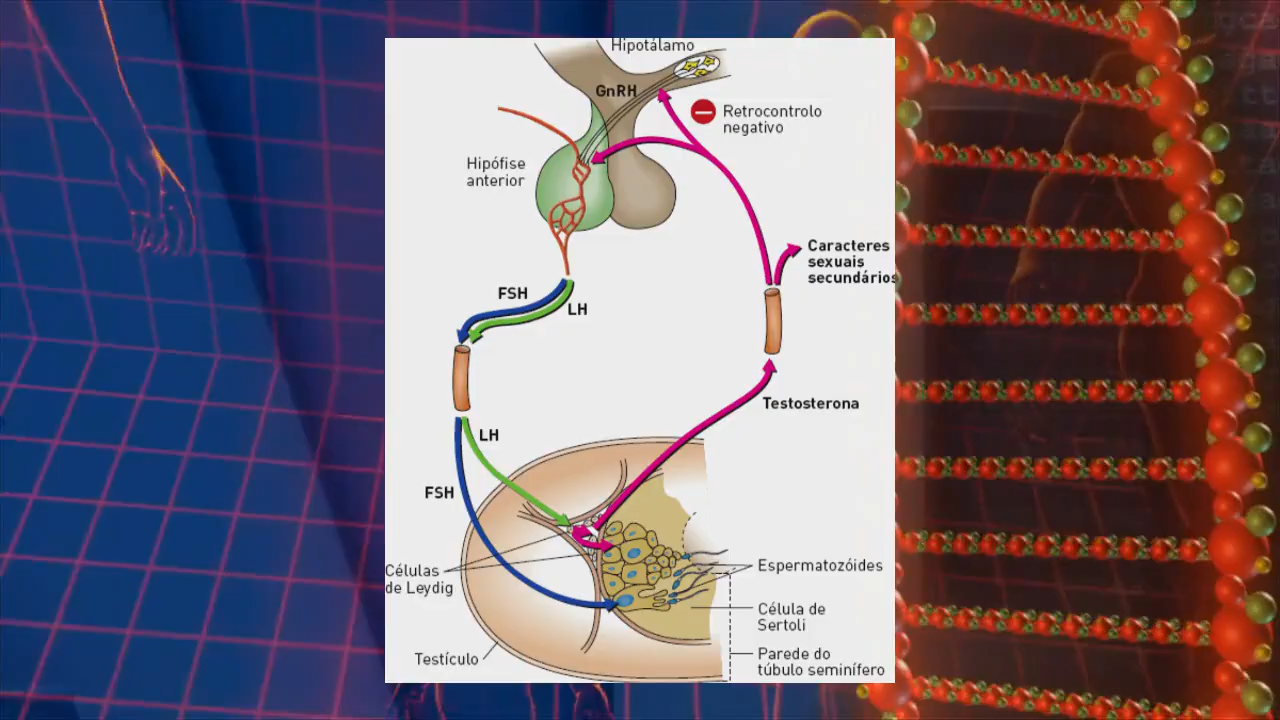 Hipotálamo
GnRH
Retrocontrolo
negativo
Hipófise
anterior
Caracteres
sexuais
secundários
FSH
LH
Testosterona
LH
FSH
Células
de Leydig
Espermatozóides
Célula de
Sertoli
Testículo
Parede do
túbulo seminífero